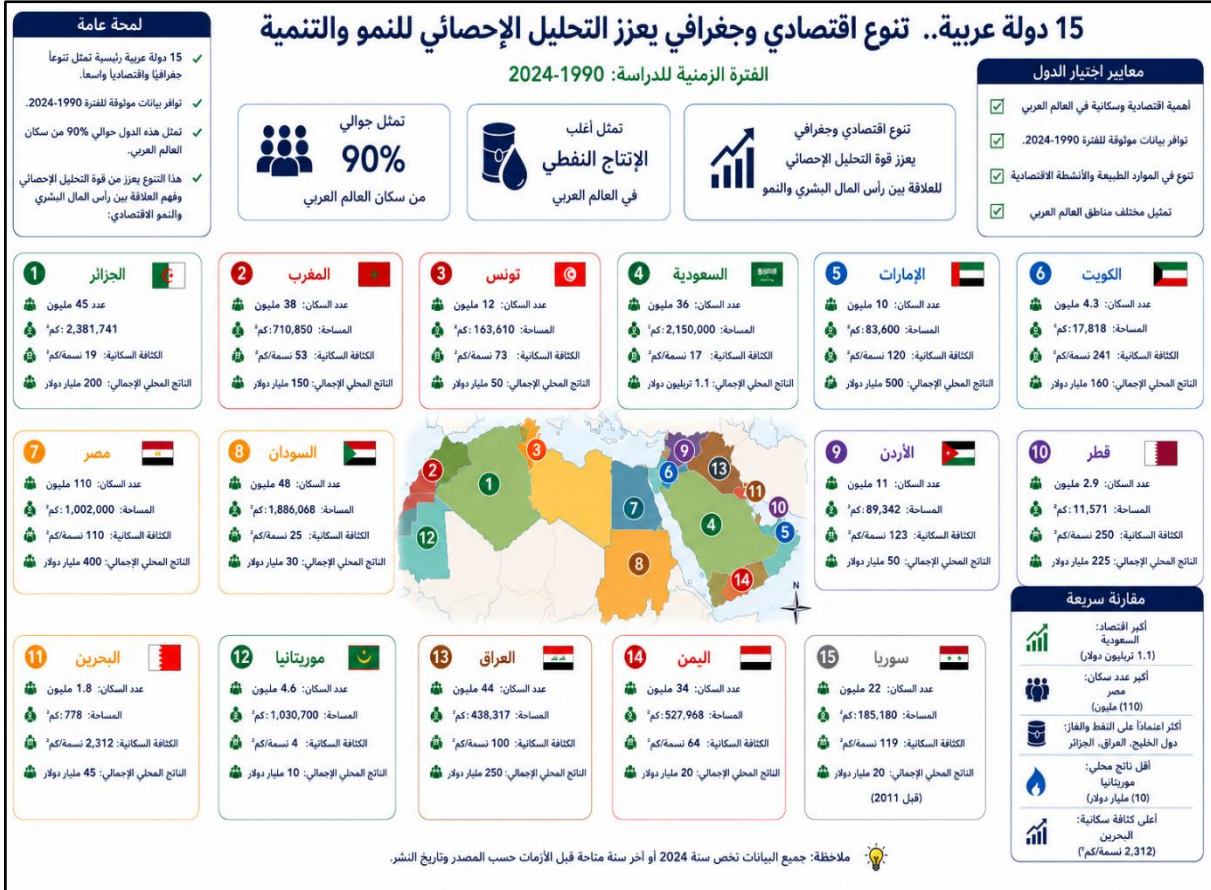 15 دولة عربية.. تنوع اقتصادي وجغرافي يعزز التحليل الإحصائي للنمو والتنمية
الفترة الزمنية للدراسة: 1990-2024
معايير اختيار الدول
أهمية اقتصادية وسكانية في العالم العربي
توافر بيانات موثوقة للفترة 1990-2024.
تنوع في الموارد الطبيعة والأنشطة الاقتصادية
تمثيل مختلف مناطق العالم العربي
تنوع اقتصادي وجغرافي
يعزز قوة التحليل الإحصائي
للعلاقة بين رأس المال البشري والنمو
تمثل أغلب
الإنتاج النفطي
في العالم العربي
تمثل جوالي
90%
من سكان العالم العربي
لمحة عامة
15 دولة عربية رئيسية تمثل تنوعاً
جغرافيًا واقتصادياً واسعاً.
توافر بيانات موثوقة للفترة 1990-2024.
تمثل هذه الدول حوالي 90% من سكان
العالم العربي.
هذا التنوع يعزز من قوة التحليل الإحصائي
وفهم العلاقة بين رأس المال البشري
والنمو الاقتصادي:
6 الكويت
عدد السكان: 4.3 مليون
المساحة: 17,818 :كم²
الكثافة السكانية: 241 نسمة/كم²
الناتج المحلي الإجمالي: 160 مليار دولار
5 الإمارات
عدد السكان: 10 مليون
المساحة: 83,600 :كم²
الكثافة السكانية: 120 نسمة/كم²
الناتج المحلي الإجمالي: 500 مليار دولار
4 السعودية
عدد السكان: 36 مليون
المساحة: 2,150,000 :كم²
الكثافة السكانية: 17 نسمة/كم²
الناتج المحلي الإجمالي: 1.1 تريليون دولار
3 تونس
عدد السكان: 12 مليون
المساحة: 163,610 :كم²
الكثافة السكانية: 73 نسمة/كم²
الناتج المحلي الإجمالي: 50 مليار دولار
2 المغرب
عدد السكان: 38 مليون
المساحة: 710,850 :كم²
الكثافة السكانية: 53 نسمة/كم²
الناتج المحلي الإجمالي: 150 مليار دولار
1 الجزائر
عدد 45 مليون
2,381,741 :كم²
الكثافة السكانية: 19 نسمة/كم²
الناتج المحلي الإجمالي: 200 مليار دولار
10 قطر
عدد السكان: 2.9 مليون
المساحة: 11,571 :كم²
الكثافة السكانية: 250 نسمة/كم²
الناتج المحلي الإجمالي: 225 مليار دولار
9 الأردن
عدد السكان: 11 مليون
المساحة: 89,342 :كم²
الكثافة السكانية: 123 نسمة/كم²
الناتج المحلي الإجمالي: 50 مليار دولار
8 السودان
عدد السكان: 48 مليون
المساحة: 1,886,068 :كم²
الكثافة السكانية: 25 نسمة/كم²
الناتج المحلي الإجمالي: 30 مليار دولار
7 مصر
عدد السكان: 110 مليون
المساحة: 1,002,000 :كم²
الكثافة السكانية: 110 نسمة/كم²
الناتج المحلي الإجمالي: 400 مليار دولار
1
2
3
4
5
6
7
8
9
10
11
12
13
14
N
مقارنة سريعة
أكبر اقتصاد:
السعودية
(1.1 تريليون دولار)
أكبر عدد سكان:
مصر
(110) مليون)
أكثر اعتمادًا على النفط والغاز:
دول الخليج، العراق، الجزائر
أقل ناتج محلي:
موريتانيا
(10) مليار دولار)
أعلى كثافة سكانية:
البحرين
(2,312 نسمة/كم²)
15 سوريا
عدد السكان: 22 مليون
المساحة: 185,180 :كم²
الكثافة السكانية: 119 نسمة/كم²
الناتج المحلي الإجمالي: 20 مليار دولار
(قبل 2011)
14 اليمن
عدد السكان: 34 مليون
المساحة: 527,968 :كم²
الكثافة السكانية: 64 نسمة/كم²
الناتج المحلي الإجمالي: 20 مليار دولار
13 العراق
عدد السكان: 44 مليون
المساحة: 438,317 :كم²
الكثافة السكانية: 100 نسمة/كم²
الناتج المحلي الإجمالي: 250 مليار دولار
12 موريتانيا
عدد السكان: 4.6 مليون
المساحة: 1,030,700 :كم²
الكثافة السكانية: 4 نسمة/كم²
الناتج المحلي الإجمالي: 10 مليار دولار
11 البحرين
عدد السكان: 1.8 مليون
المساحة: 778 :كم²
الكثافة السكانية: 2,312 نسمة/كم²
الناتج المحلي الإجمالي: 45 مليار دولار
ملاحظة: جميع البيانات تخص سنة 2024 أو أخر سنة متاحة قبل الأزمات حسب المصدر وتاريخ النشر.